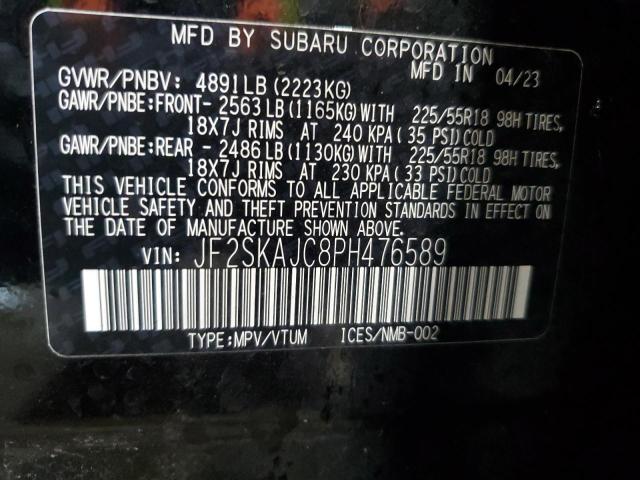 MFD BY SUBARU CORPORATION
MFD IN 04/23
GVWR/PNBV: 4891LB (2223KG)
GAWR/PNBE:FRONT- 2563LB(1165KG)WITH 225/55R18 98H TIRES,
18X7J RIMS AT 240 KPA( 35 PSI)COLD
GAWR/PNBE:REAR - 2486LB(1130KG)WITH 225/55R18 98H TIRES,
18X7J RIMS AT 230 KPA( 33 PSI)COLD
THIS VEHICLE CONFORMS TO ALL APPLICABLE FEDERAL MOTOR
VEHICLE SAFETY AND THEFT PREVENTION STANDARDS IN EFFECT ON
THE DATE OF MANUFACTURE SHOWN ABOVE.
VIN: JF2SKAJC8PH476589
TYPE:MPV/VTUM ICES/NMB-002